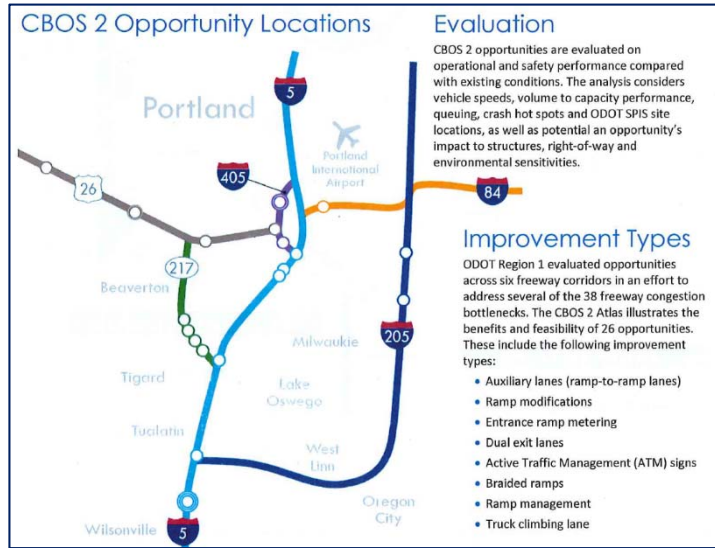 CBOS 2 Opportunity Locations
5
Portland
Portland
International
Airport
405
26
84
217
Beaverton
Milwaukie
205
Tigard
Lake
Oswego
Tualatin
West
Linn
Oregon
City
Wilsonville
5
Evaluation
CBOS 2 opportunities are evaluated on
operational and safety performance compared
with existing conditions. The analysis considers
vehicle speeds, volume to capacity performance,
queuing, crash hot spots and ODOT SPIS site
locations, as well as potential an opportunity's
impact to structures, right-of-way and
environmental sensitivities.
Improvement Types
ODOT Region 1 evaluated opportunities
across six freeway corridors in an effort to
address several of the 38 freeway congestion
bottlenecks. The CBOS 2 Atlas illustrates the
benefits and feasibility of 26 opportunities.
These include the following improvement
types:
• Auxiliary lanes (ramp-to-ramp lanes)
• Ramp modifications
• Entrance ramp metering
• Dual exit lanes
• Active Traffic Management (ATM) signs
• Braided ramps
• Ramp management
• Truck climbing lane